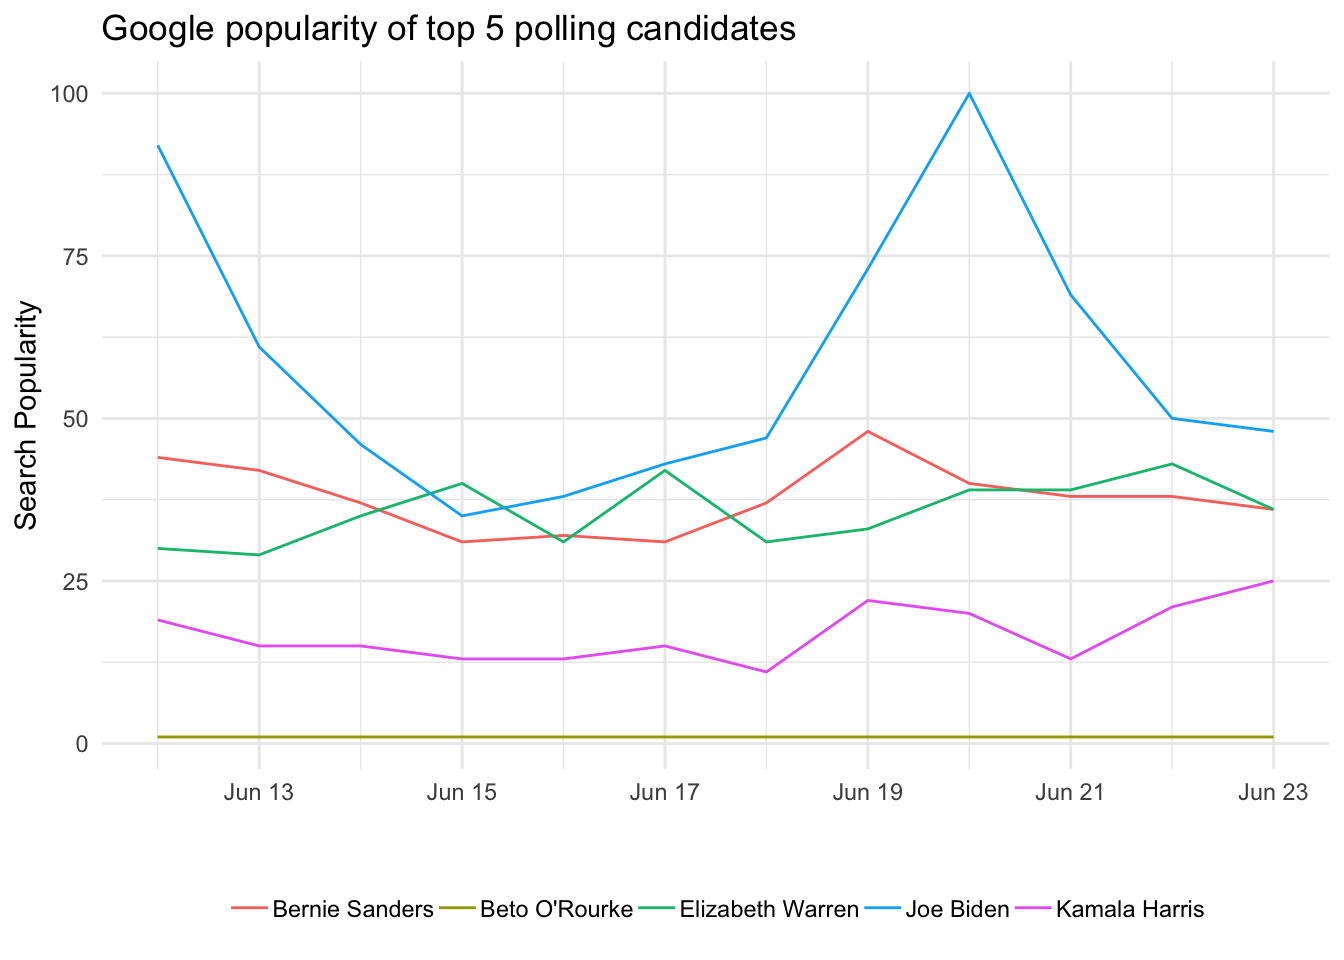 Google popularity of top 5 polling candidates
Search Popularity
100
75
50
25
0
Jun 13 Jun 15 Jun 17 Jun 19 Jun 21 Jun 23
Bernie Sanders Beto O'Rourke Elizabeth Warren Joe Biden Kamala Harris